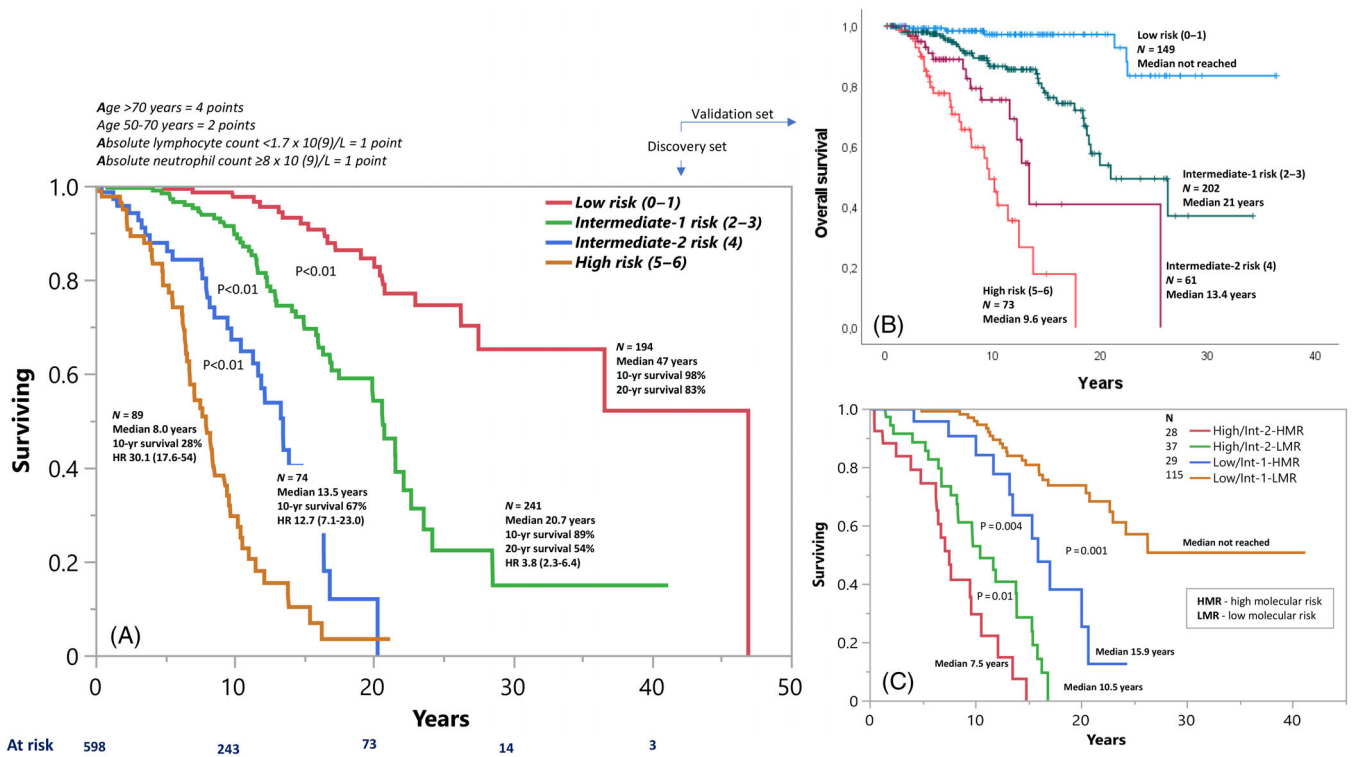 Age >70 years = 4 points
Age 50-70 years = 2 points
Absolute lymphocyte count <1.7 x 10(9)/L = 1 point
Absolute neutrophil count ≥8 x 10 (9)/L = 1 point
Validation set
Discovery set
Surviving
1.0
0.8
0.6
0.4
0.2
0
Low risk (0–1)
Intermediate-1 risk (2–3)
Intermediate-2 risk (4)
High risk (5–6)
P<0.01
P<0.01
P<0.01
N = 194
Median 47 years
10-yr survival 98%
20-yr survival 83%
N = 89
Median 8.0 years
10-yr survival 28%
HR 30.1 (17.6-54)
N = 74
Median 13.5 years
10-yr survival 67%
HR 12.7 (7.1-23.0)
N = 241
Median 20.7 years
10-yr survival 89%
20-yr survival 54%
HR 3.8 (2.3-6.4)
(A)
0 10 20 30 40 50
Years
At risk 598 243 73 14 3
Overall survival
1.0
0.8
0.6
0.4
0.2
0.0
Low risk (0–1)
N = 149
Median not reached
Intermediate-1 risk (2–3)
N = 202
Median 21 years
Intermediate-2 risk (4)
N = 61
Median 13.4 years
High risk (5–6)
N = 73
Median 9.6 years
(B)
0 10 20 30 40
Years
Surviving
1.0
0.8
0.6
0.4
0.2
0
N
28 High/Int-2-HMR
37 High/Int-2-LMR
29 Low/Int-1-HMR
115 Low/Int-1-LMR
P = 0.004
P = 0.001
P = 0.01
Median not reached
HMR - high molecular risk
LMR - low molecular risk
Median 15.9 years
Median 7.5 years
Median 10.5 years
(C)
0 10 20 30 40
Years